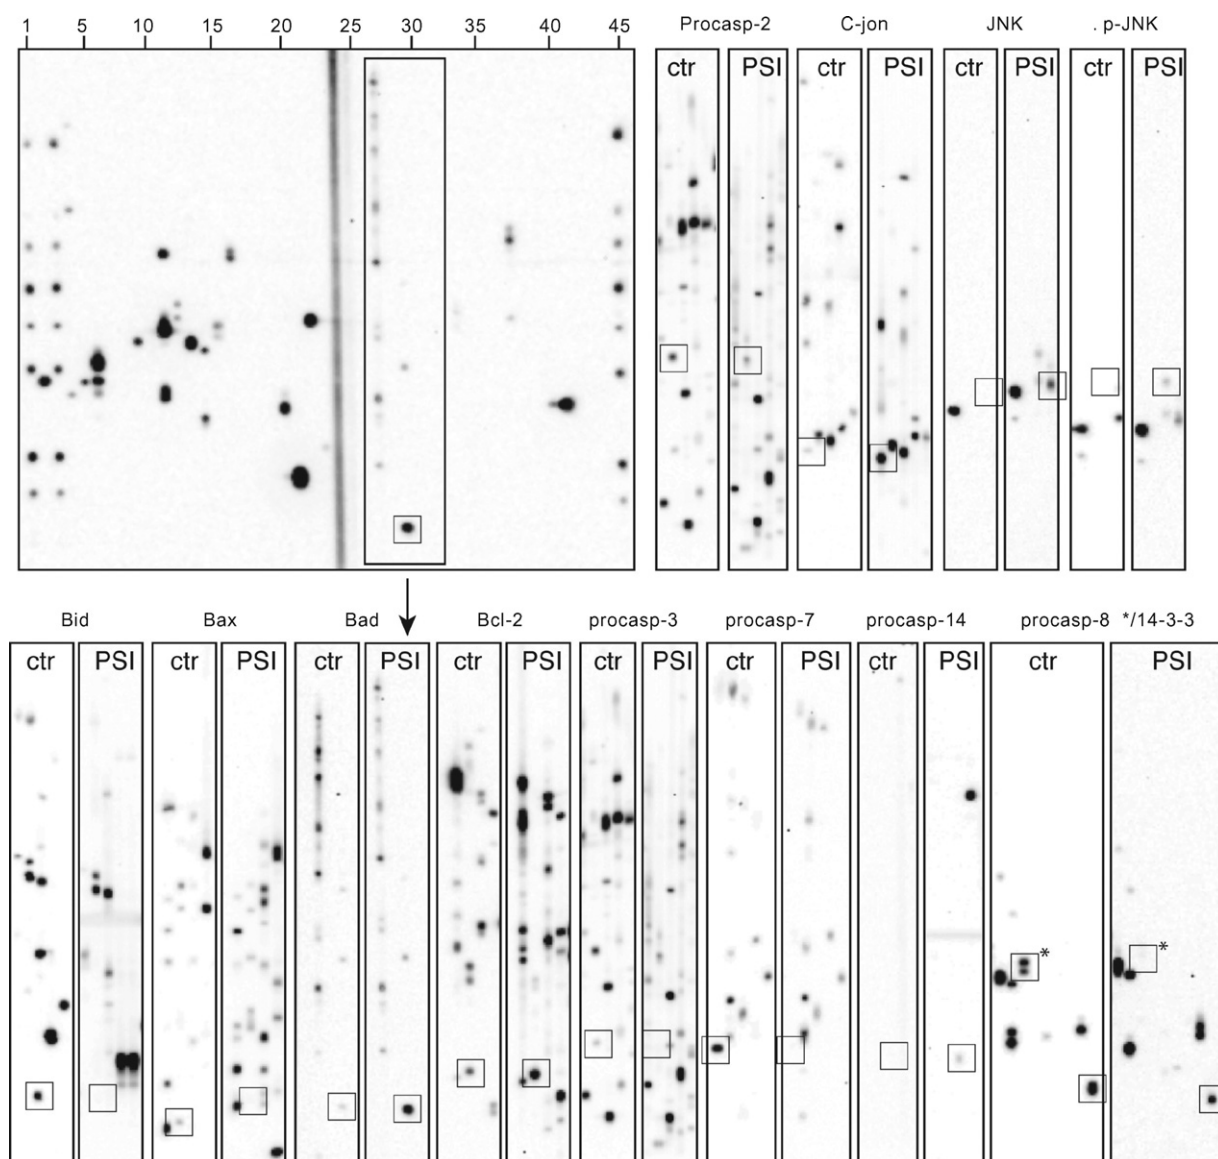 1 5 10 15 20 25 30 35 40 45 Procasp-2 C-jon JNK . p-JNK
ctr PSI ctr PSI ctr PSI ctr PSI
Bid Bax Bad Bcl-2 procasp-3 procasp-7 procasp-14 procasp-8 */14-3-3
ctr PSI ctr PSI ctr PSI ctr PSI ctr PSI ctr PSI ctr PSI ctr PSI
* *